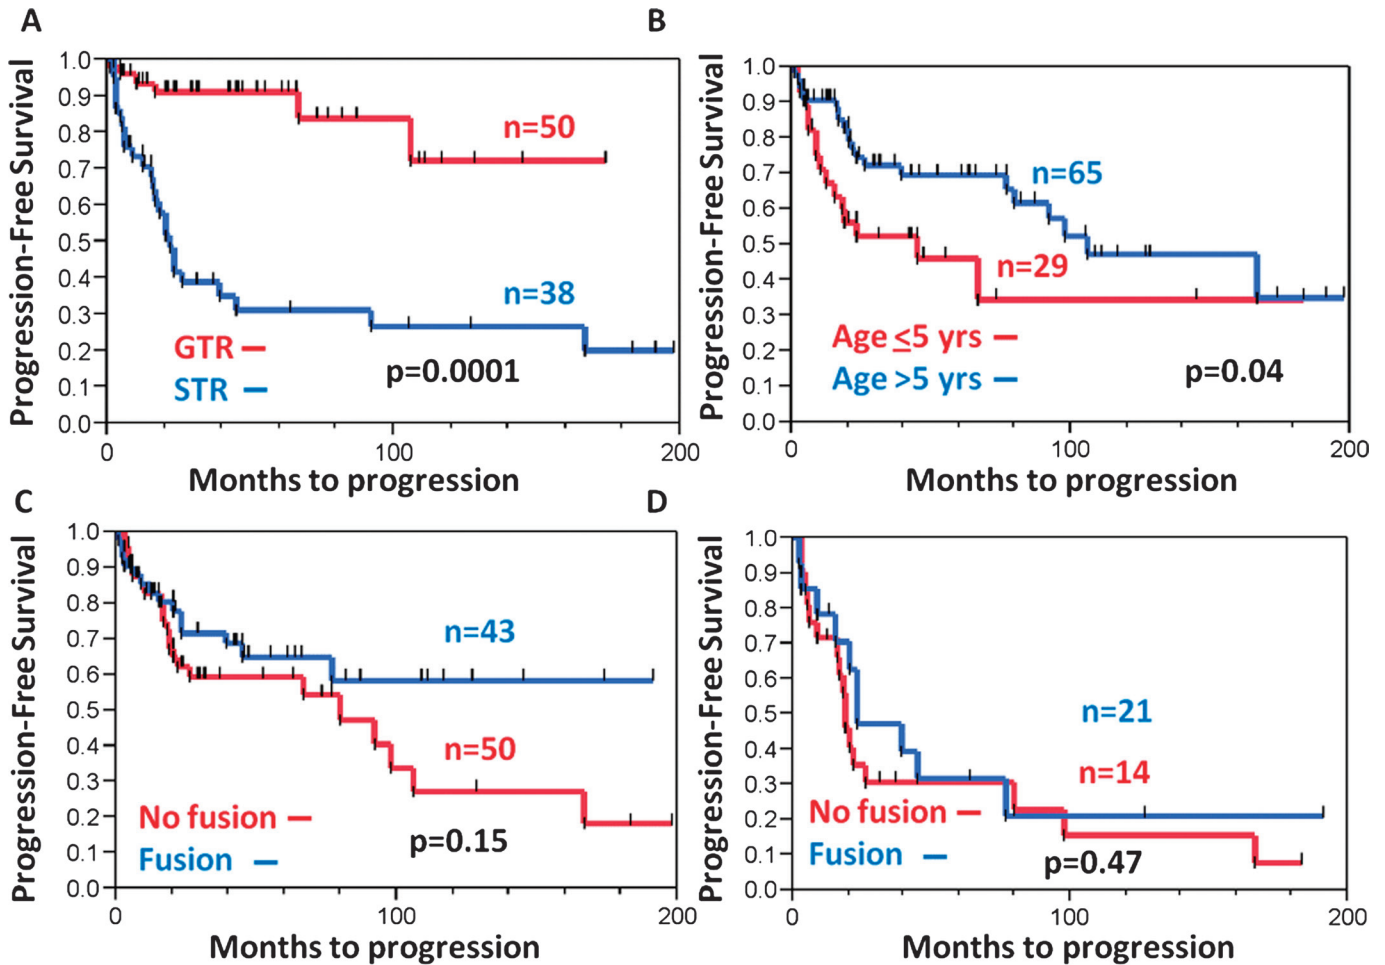 A
Progression-Free Survival
1.0
0.9
0.8
0.7
0.6
0.5
0.4
0.3
0.2
0.1
0.0
n=50
n=38
GTR
STR
p=0.0001
0 100 200
Months to progression
B
Progression-Free Survival
1.0
0.9
0.8
0.7
0.6
0.5
0.4
0.3
0.2
0.1
0.0
n=65
n=29
Age ≤5 yrs
Age >5 yrs
p=0.04
0 100 200
Months to progression
C
Progression-Free Survival
1.0
0.9
0.8
0.7
0.6
0.5
0.4
0.3
0.2
0.1
0.0
n=43
n=50
No fusion
Fusion
p=0.15
0 100 200
Months to progression
D
Progression-Free Survival
1.0
0.9
0.8
0.7
0.6
0.5
0.4
0.3
0.2
0.1
0.0
n=21
n=14
No fusion
Fusion
p=0.47
0 100 200
Months to progression